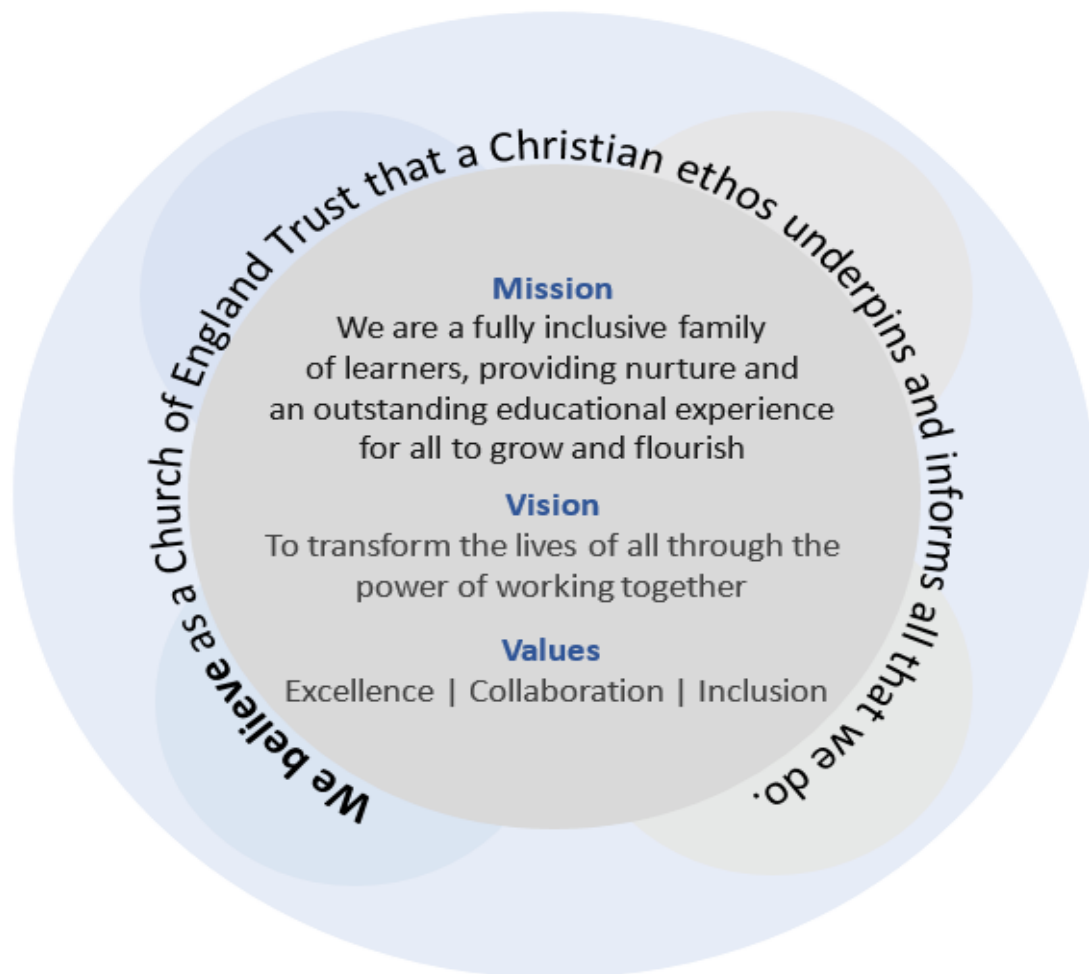 We believe as a Church of England Trust that a Christian ethos underpins and informs all that we do.
Mission
We are a fully inclusive family
of learners, providing nurture and
an outstanding educational experience
for all to grow and flourish
Vision
To transform the lives of all through the
power of working together
Values
Excellence | Collaboration | Inclusion